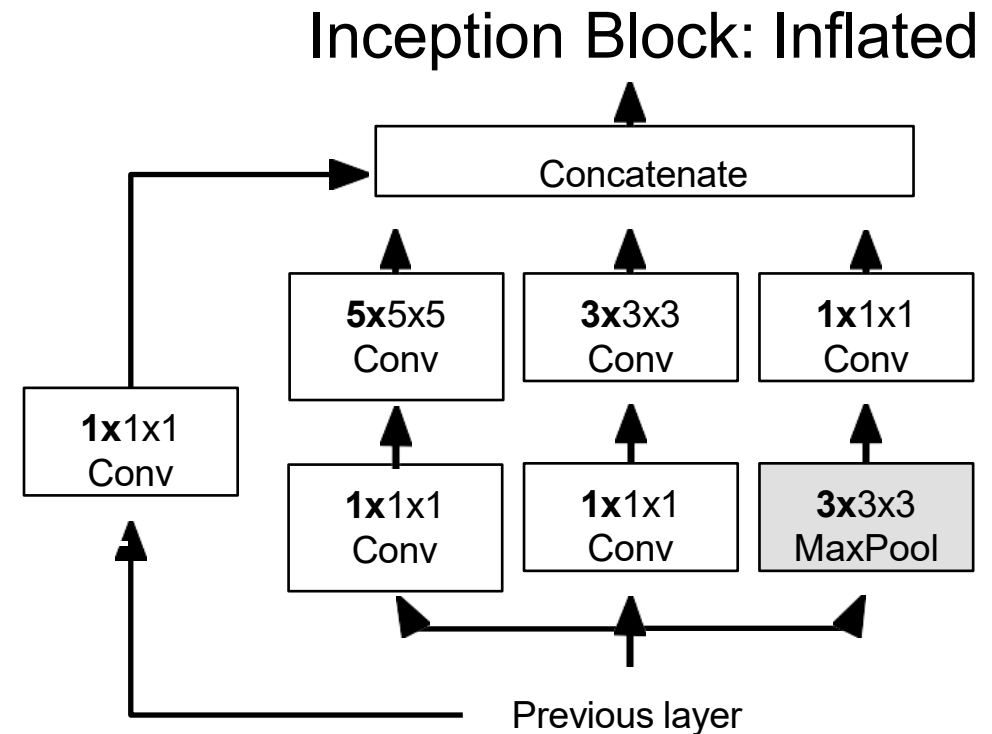 Inception Block: Inflated
Concatenate
5x5x5
Conv
3x3x3
Conv
1x1x1
Conv
1x1x1
Conv
1x1x1
Conv
1x1x1
Conv
3x3x3
MaxPool
Previous layer